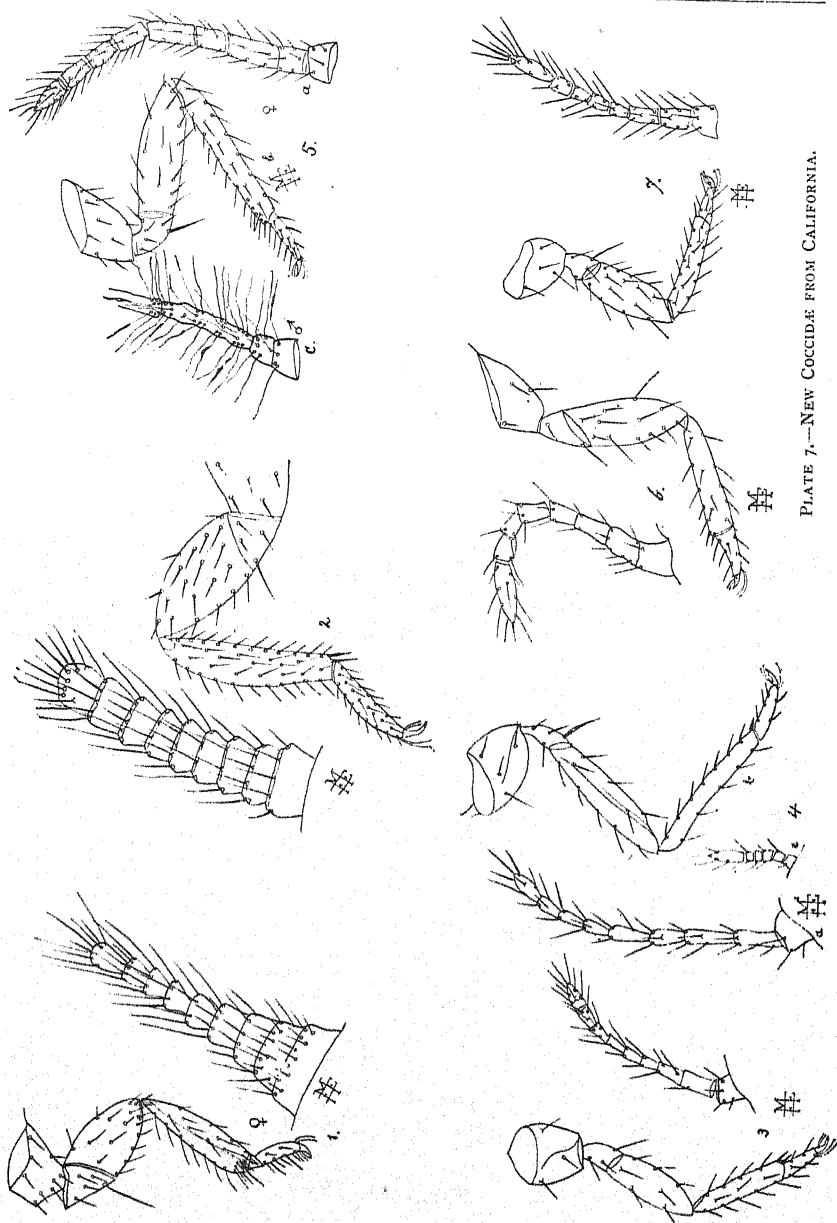 PLATE 7.—NEW COCCIDÆ FROM CALIFORNIA.
1.
♀
2
3
4
a
b
c
5.
a
♀
b
c.
♂
6.
7.